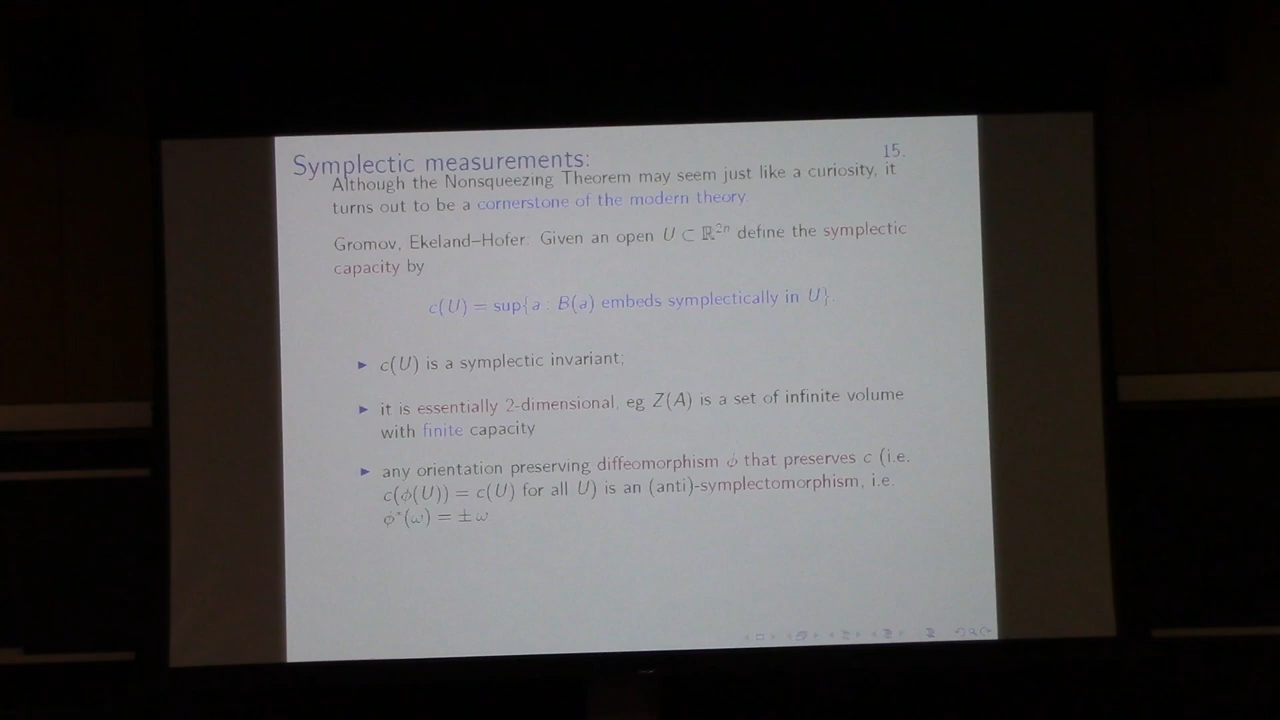 Symplectic measurements:
15.
Although the Nonsqueezing Theorem may seem just like a curiosity, it
turns out to be a cornerstone of the modern theory.
Gromov, Ekeland–Hofer: Given an open U ⊂ ℝ²ⁿ define the symplectic
capacity by
c(U) = sup{a : B(a) embeds symplectically in U}.
▶ c(U) is a symplectic invariant;
▶ it is essentially 2-dimensional, eg Z(A) is a set of infinite volume
with finite capacity
▶ any orientation preserving diffeomorphism ϕ that preserves c (i.e.
c(ϕ(U)) = c(U) for all U) is an (anti)-symplectomorphism, i.e.
ϕ*(ω) = ±ω